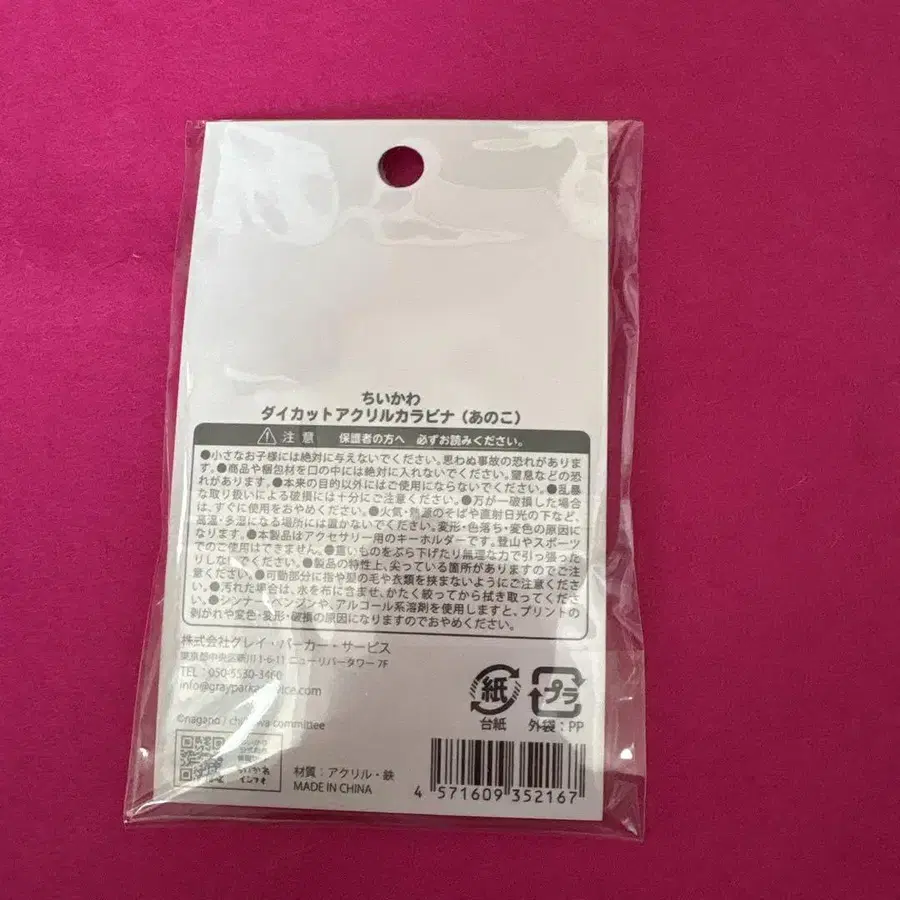 ちいかわ
ダイカットアクリルカラビナ（あのこ）
注意 保護者の方へ 必ずお読みください。
●小さなお子様には絶対に与えないでください。思わぬ事故の恐れがありま
す。●商品や梱包材を口の中には絶対に入れないでください。窒息などの恐
れがあります。●本来の目的以外にはご使用にならないでください。●乱暴
な取り扱いによる破損には十分にご注意ください。●万が一破損した場合
は、すぐに使用をおやめください。●火気・熱源のそばや直射日光の下など、
高温・多湿になる場所には置かないでください。変形・色落ち・変色の原因に
なります。●本製品はアクセサリー用のキーホルダーです。登山やスポーツ
でのご使用はできません。●重いものをぶら下げたり無理な力で引っ張った
りしないでください。●製品の特性上、尖っている箇所がありますのでご注
意ください。●可動部分に指や髪の毛や衣類を挟まないようにご注意くださ
い。●汚れた場合は、水を布に含ませ、かたく絞ってから拭き取ってください。
●シンナー、ベンジンや、アルコール系溶剤を使用しますと、プリントの
剥がれや変色・変形・破損の原因になりますのでおやめください。
株式会社グレイ・パーカー・サービス
東京都中央区新川1-6-11 ニューリバータワー 7F
TEL：050-5530-3460
info@grayparkaservice.com
©nagano / chiikawa committee
紙
台紙
プラ
外袋：PP
材質：アクリル・鉄
MADE IN CHINA
4 571609 352167